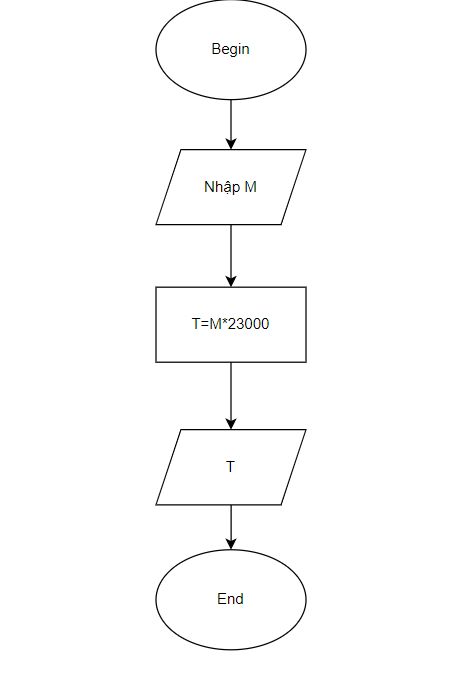 Begin
Nhập M
T=M*23000
T
End